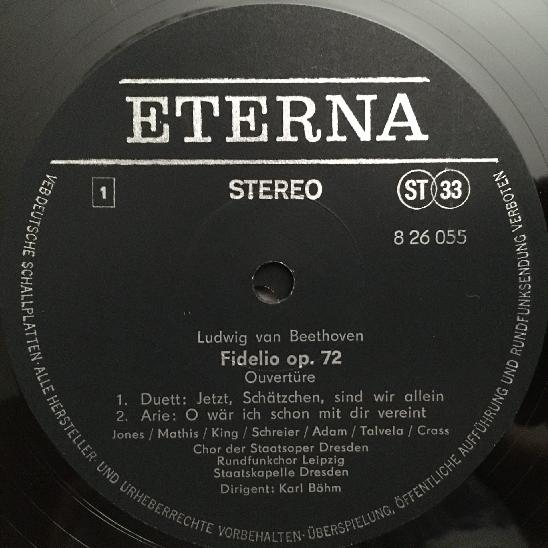 ETERNA
1
STEREO
ST 33
8 26 055
Ludwig van Beethoven
Fidelio op. 72
Ouvertüre
1. Duett: Jetzt, Schätzchen, sind wir allein
2. Arie: O wär ich schon mit dir vereint
Jones / Mathis / King / Schreier / Adam / Talvela / Crass
Chor der Staatsoper Dresden
Rundfunkchor Leipzig
Staatskapelle Dresden
Dirigent: Karl Böhm
VEB DEUTSCHE SCHALLPLATTEN · ALLE HERSTELLER- UND URHEBERRECHTE VORBEHALTEN · ÜBERSPIELUNG, ÖFFENTLICHE AUFFÜHRUNG UND RUNDFUNKSENDUNG VERBOTEN